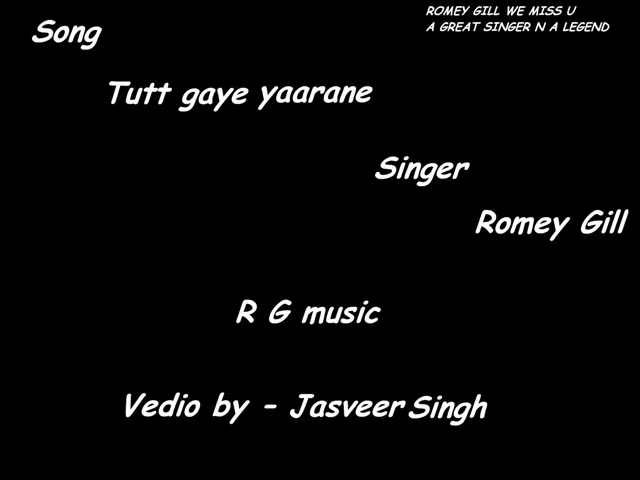 ROMEY GILL WE MISS U
A GREAT SINGER N A LEGEND
Song
Tutt gaye yaarane
Singer
Romey Gill
R G music
Vedio by - Jasveer Singh